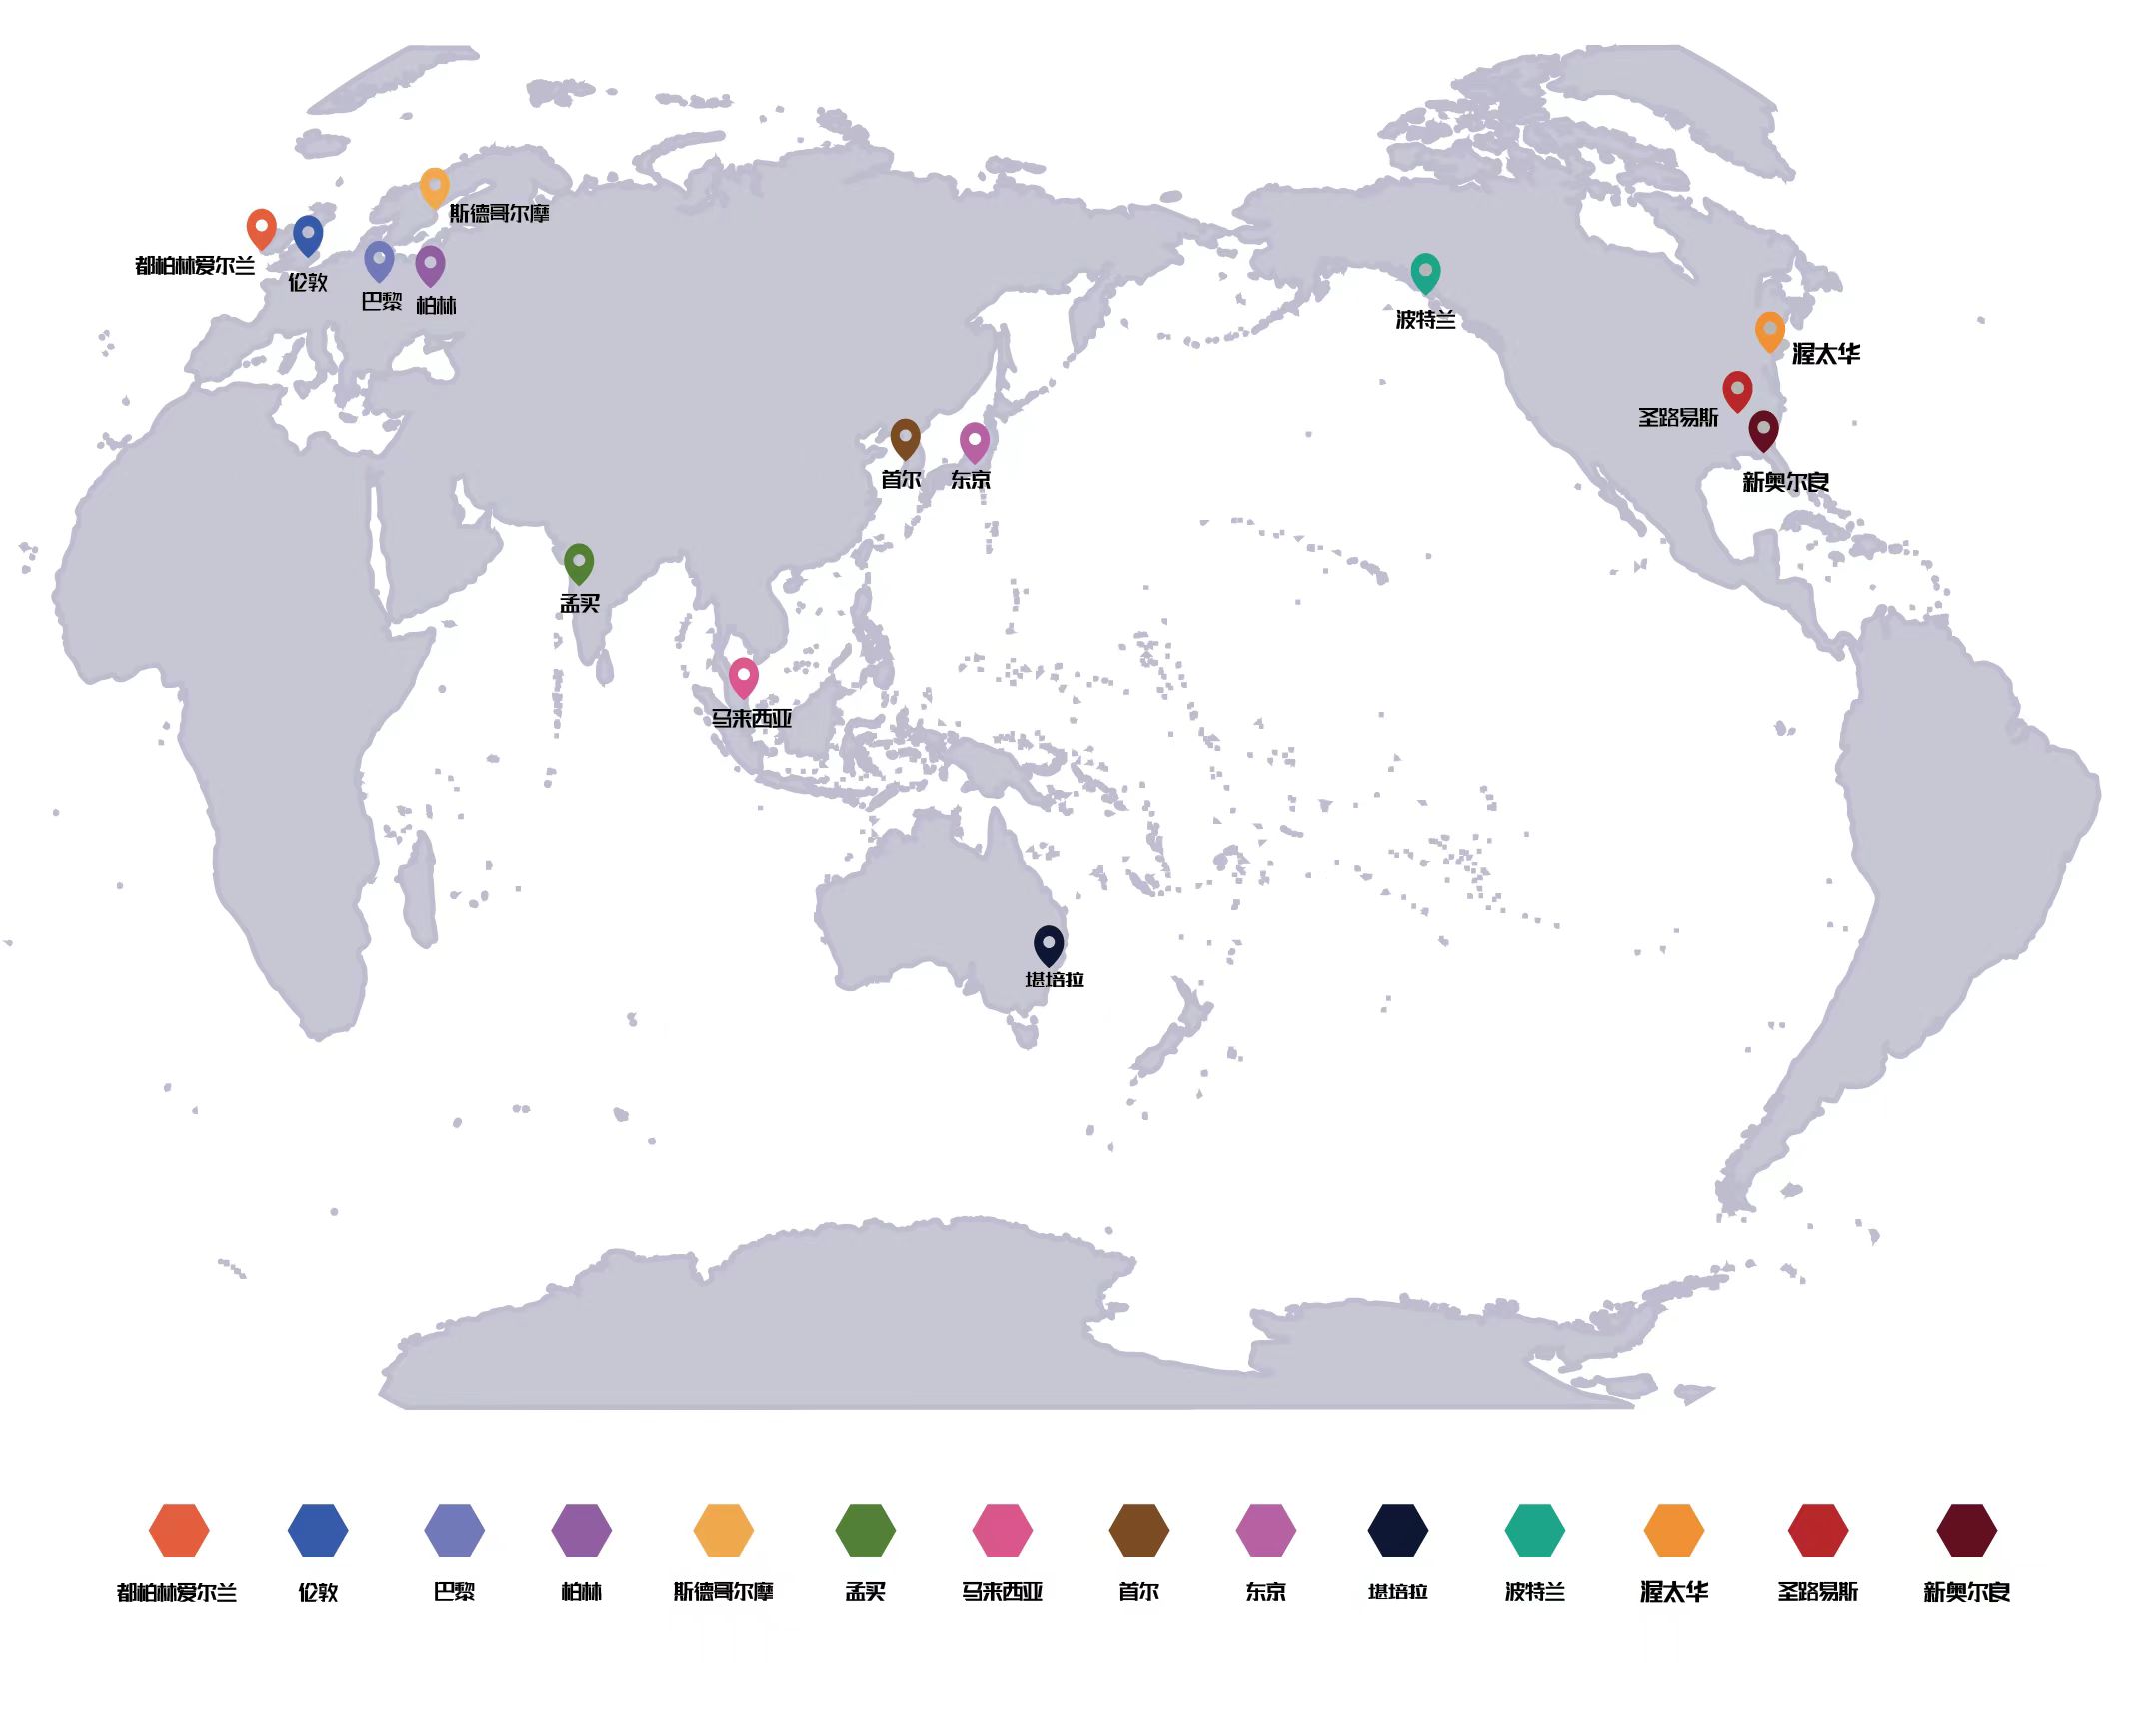 斯德哥尔摩
都柏林爱尔兰
伦敦
巴黎
柏林
波特兰
渥太华
圣路易斯
首尔
东京
新奥尔良
孟买
马来西亚
堪培拉
都柏林爱尔兰 伦敦 巴黎 柏林 斯德哥尔摩 孟买 马来西亚 首尔 东京 堪培拉 波特兰 渥太华 圣路易斯 新奥尔良